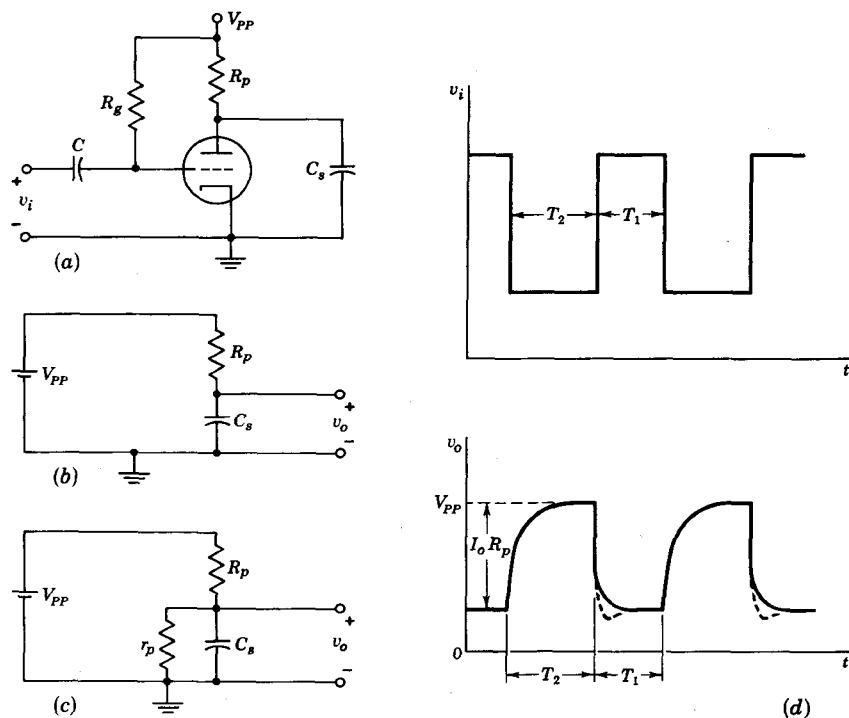 V_PP
R_p
R_g
C
C_s
+
v_i
-
(a)
R_p
V_PP
+
C_s
v_o
-
(b)
R_p
V_PP
+
r_p
C_s
v_o
-
(c)
v_i
T_2
T_1
t
v_o
V_PP
I_o R_p
0
t
T_2
T_1
(d)